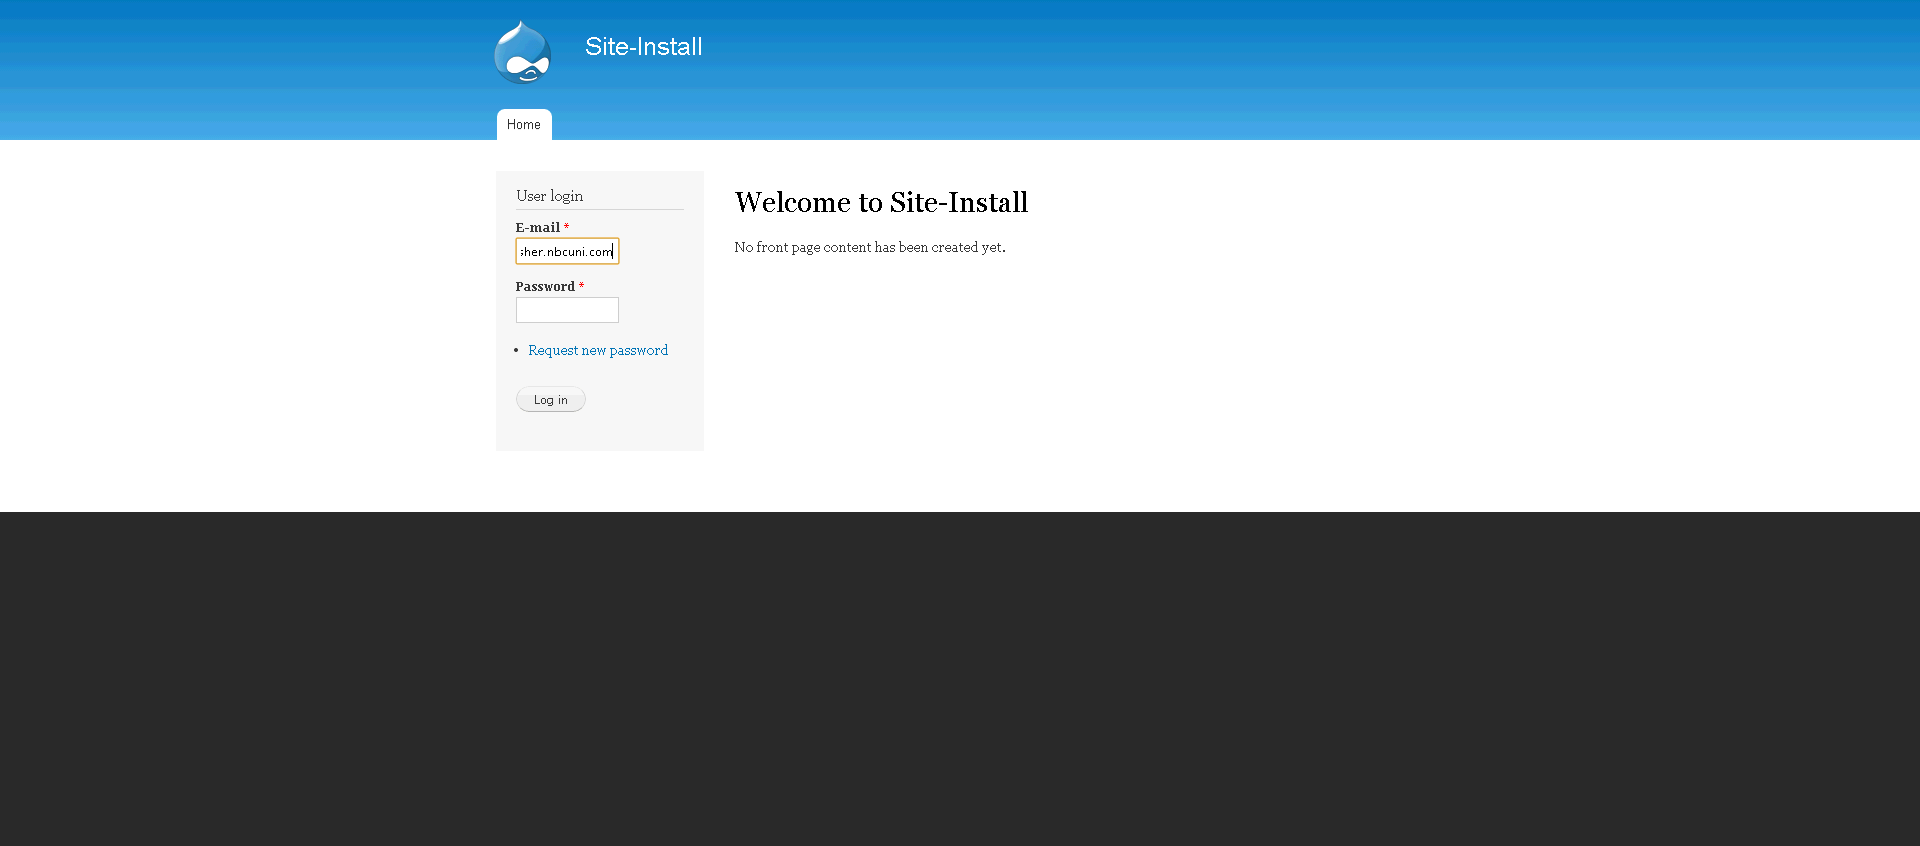 Site-Install
Home
User login
E-mail *
sher.nbcuni.com
Password *
Request new password
Log in
Welcome to Site-Install
No front page content has been created yet.